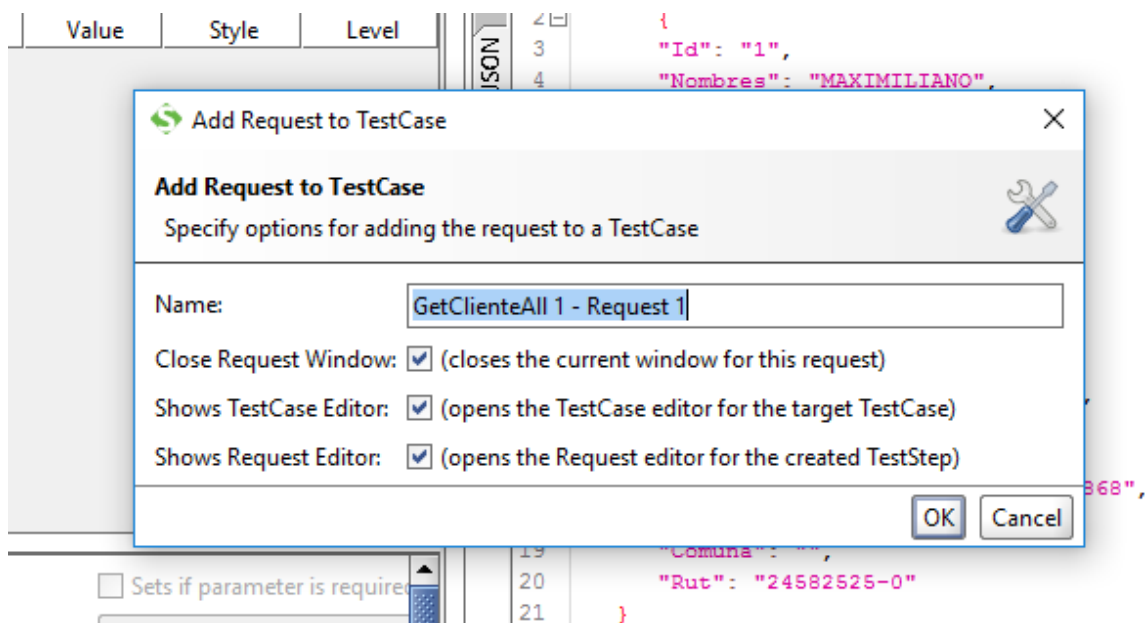 Value Style Level
JSON
2 {
3 "Id": "1",
4 "Nombres": "MAXIMILIANO",
Add Request to TestCase
Add Request to TestCase
Specify options for adding the request to a TestCase
Name: GetClienteAll 1 - Request 1
Close Request Window: (closes the current window for this request)
Shows TestCase Editor: (opens the TestCase editor for the target TestCase)
,
Shows Request Editor: (opens the Request editor for the created TestStep)
868",
OK Cancel
19 "Comuna": "",
Sets if parameter is required
20 "Rut": "24582525-0"
21 }